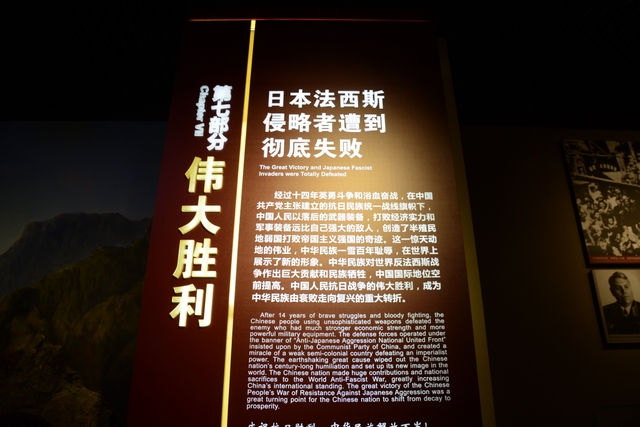 第七部分
Chapter VII
伟大胜利
日本法西斯
侵略者遭到
彻底失败
The Great Victory and Japanese Fascist
Invaders were Totally Defeated
经过十四年英勇斗争和浴血奋战，在中国
共产党主张建立的抗日民族统一战线旗帜下，
中国人民以落后的武器装备，打败经济实力和
军事装备远比自己强大的敌人，创造了半殖民
地弱国打败帝国主义强国的奇迹。这一惊天动
地的伟业，中华民族一雪百年耻辱，在世界上
展示了新的形象。中华民族对世界反法西斯战
争作出巨大贡献和民族牺牲，中国国际地位空
前提高。中国人民抗日战争的伟大胜利，成为
中华民族由衰败走向复兴的重大转折。
After 14 years of brave struggles and bloody fighting, the
Chinese people using unsophisticated weapons defeated the
enemy who had much stronger economic strength and more
powerful military equipment. The defense forces operated under
the banner of "Anti-Japanese Aggression National United Front"
insisted upon by the Communist Party of China, and created a
miracle of a weak semi-colonial country defeating an imperialist
power. The earthshaking great cause wiped out the Chinese
nation's century-long humiliation and set up its new image in the
world. The Chinese nation made huge contributions and national
sacrifices to the World Anti-Fascist War, greatly increasing
China's international standing. The great victory of the Chinese
People's War of Resistance Against Japanese Aggression was a
great turning point for the Chinese nation to shift from decay to
prosperity.